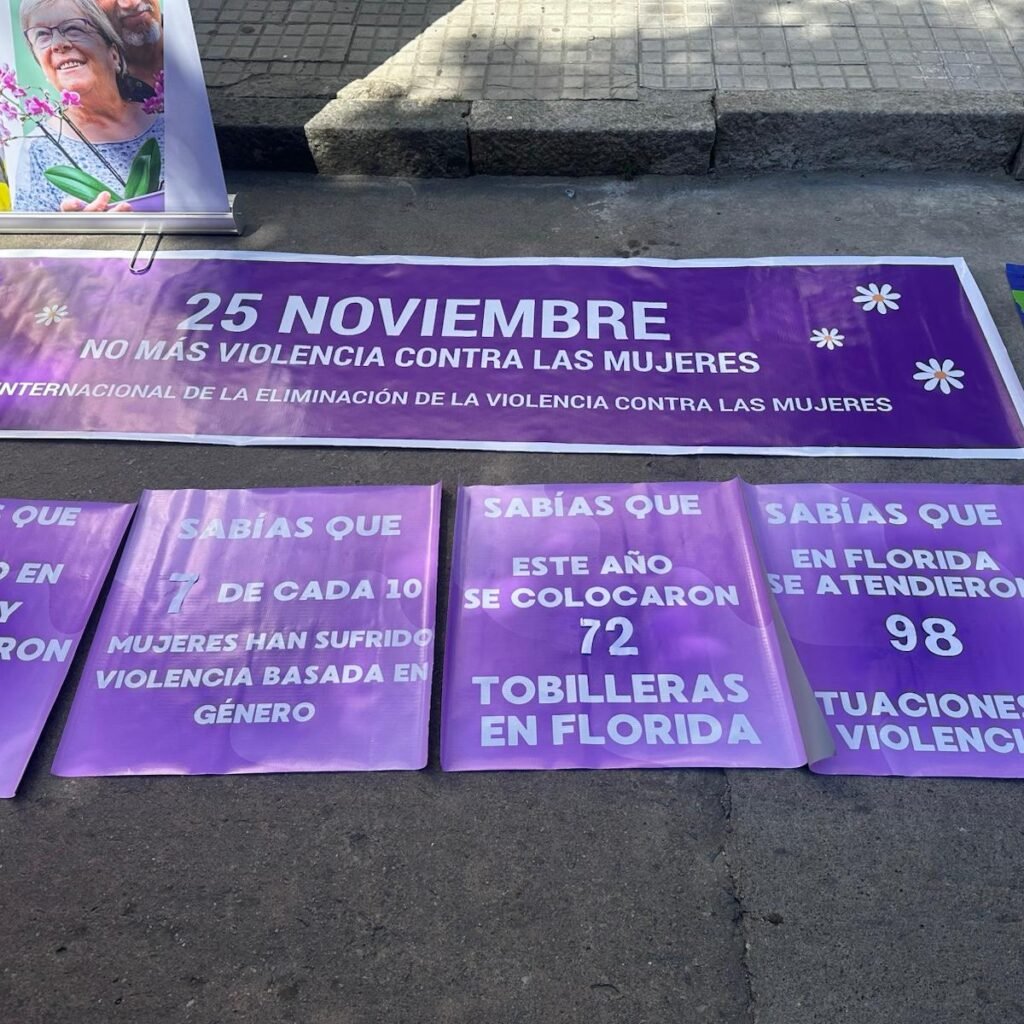 25 NOVIEMBRE
NO MÁS VIOLENCIA CONTRA LAS MUJERES
INTERNACIONAL DE LA ELIMINACIÓN DE LA VIOLENCIA CONTRA LAS MUJERES
QUE
EN
Y
RON
SABÍAS QUE
7 DE CADA 10
MUJERES HAN SUFRIDO
VIOLENCIA BASADA EN
GÉNERO
SABÍAS QUE
ESTE AÑO
SE COLOCARON
72
TOBILLERAS
EN FLORIDA
SABÍAS QUE
EN FLORIDA
SE ATENDIERON
98
TUACIONES
VIOLENCI